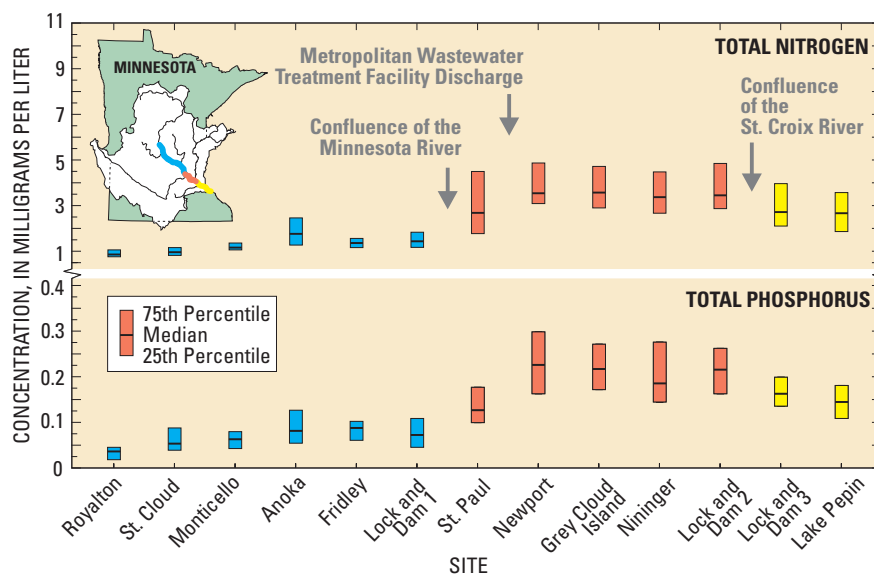 CONCENTRATION, IN MILLIGRAMS PER LITER
11
9
7
5
3
1
TOTAL NITROGEN
MINNESOTA
Metropolitan Wastewater
Treatment Facility Discharge
Confluence of the
Minnesota River
Confluence
of the
St. Croix River
0.4
0.3
0.2
0.1
0
TOTAL PHOSPHORUS
75th Percentile
Median
25th Percentile
Royalton
St. Cloud
Monticello
Anoka
Fridley
Lock and
Dam 1
St. Paul
Newport
Grey Cloud
Island
Nininger
Lock and
Dam 2
Lock and
Dam 3
Lake Pepin
SITE